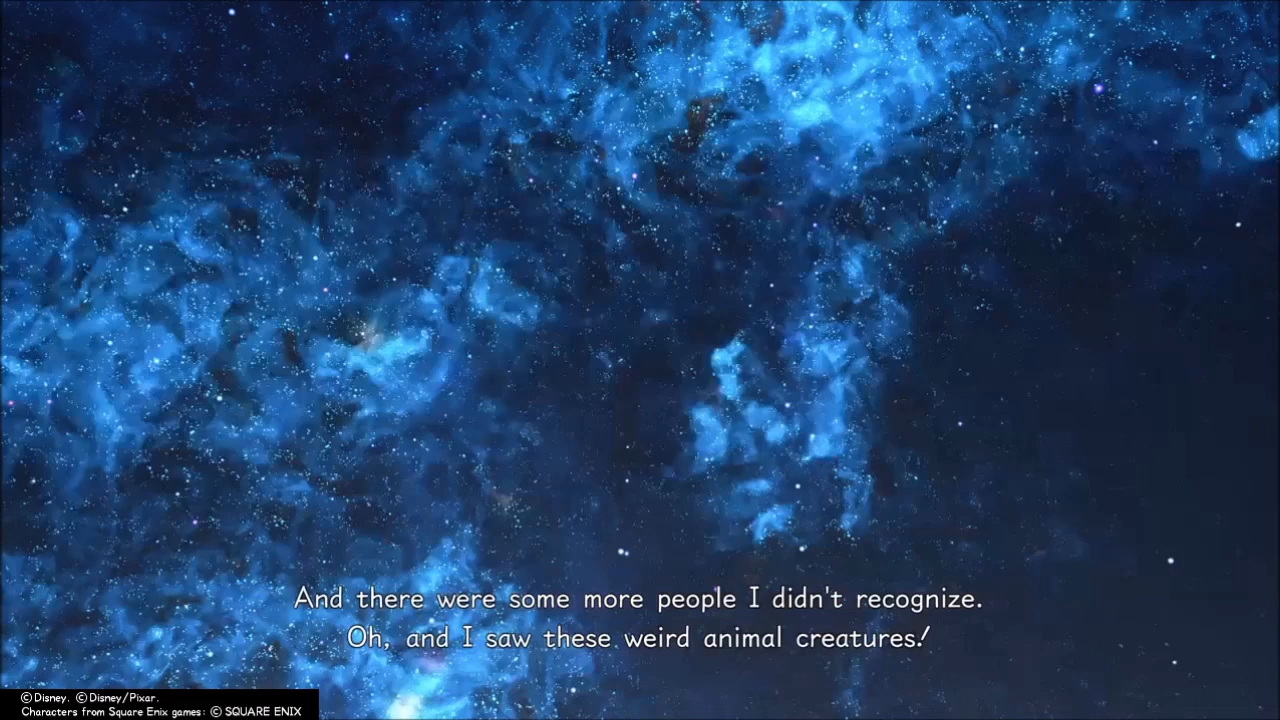 And there were some more people I didn't recognize.
Oh, and I saw these weird animal creatures!
©Disney. ©Disney/Pixar.
Characters from Square Enix games: © SQUARE ENIX